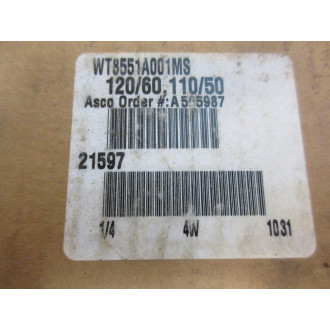 WT8551A001MS
120/60,110/50
Asco Order #:A565987
21597
1/4 4W 1031